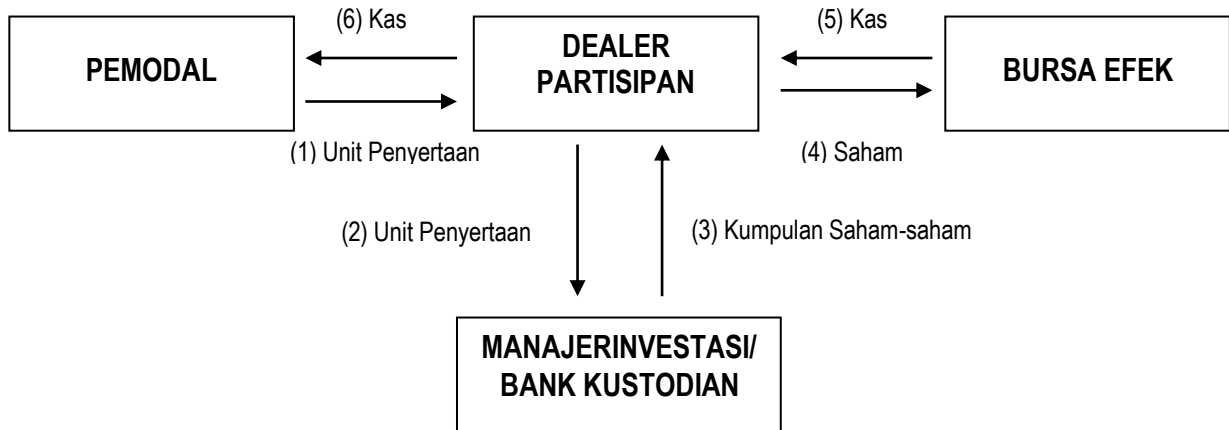 (6) Kas
(5) Kas
PEMODAL
DEALER
PARTISIPAN
BURSA EFEK
(1) Unit Penyertaan
(4) Saham
(2) Unit Penyertaan
(3) Kumpulan Saham-saham
MANAJERINVESTASI/
BANK KUSTODIAN